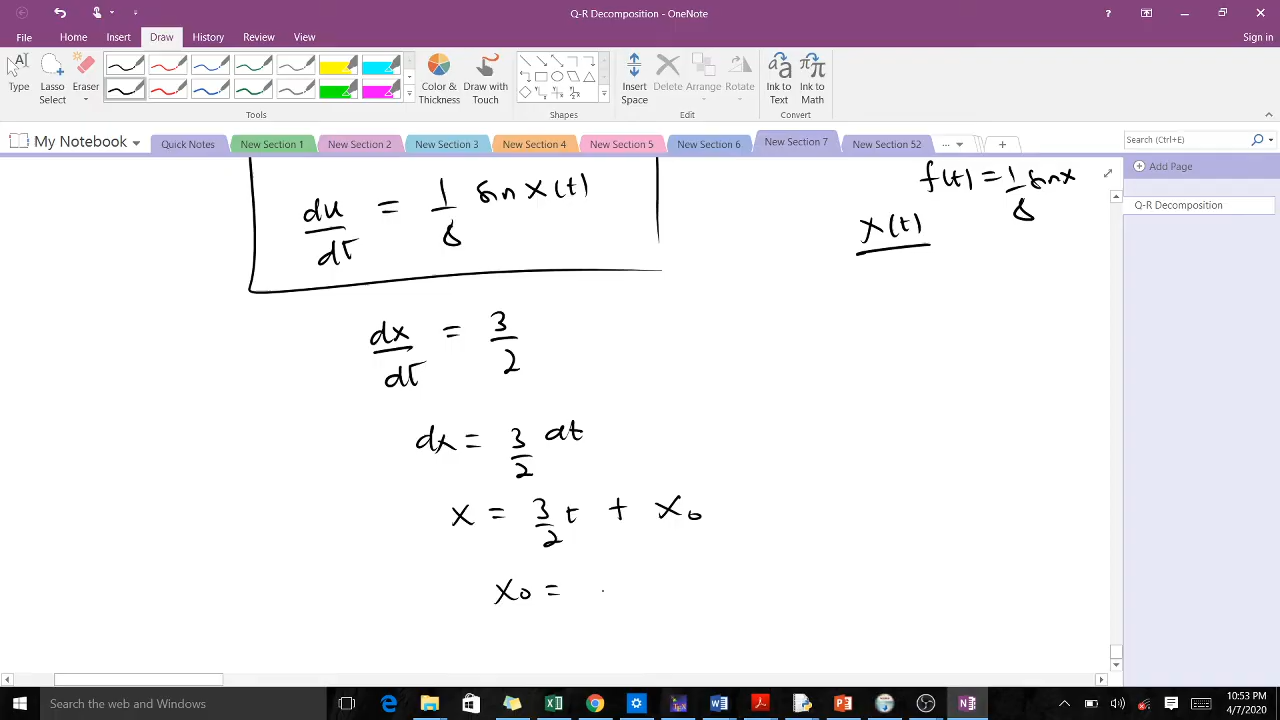 Q-R Decomposition - OneNote
Sign in
File Home Insert Draw History Review View
Type Lasso Select Eraser Color & Thickness Draw with Touch Insert Space Delete Arrange Rotate Ink to Text Ink to Math
Tools Shapes Edit Convert
My Notebook Quick Notes New Section 1 New Section 2 New Section 3 New Section 4 New Section 5 New Section 6 New Section 7 New Section 52 ... Search (Ctrl+E)
Add Page
Q-R Decomposition
f(t) = 1/8 sinx
du/dt = 1/8 sin x(t)
x(t)
dx/dt = 3/2
dx = 3/2 dt
x = 3/2 t + x₀
x₀ =
Search the web and Windows
10:53 PM
4/7/2020